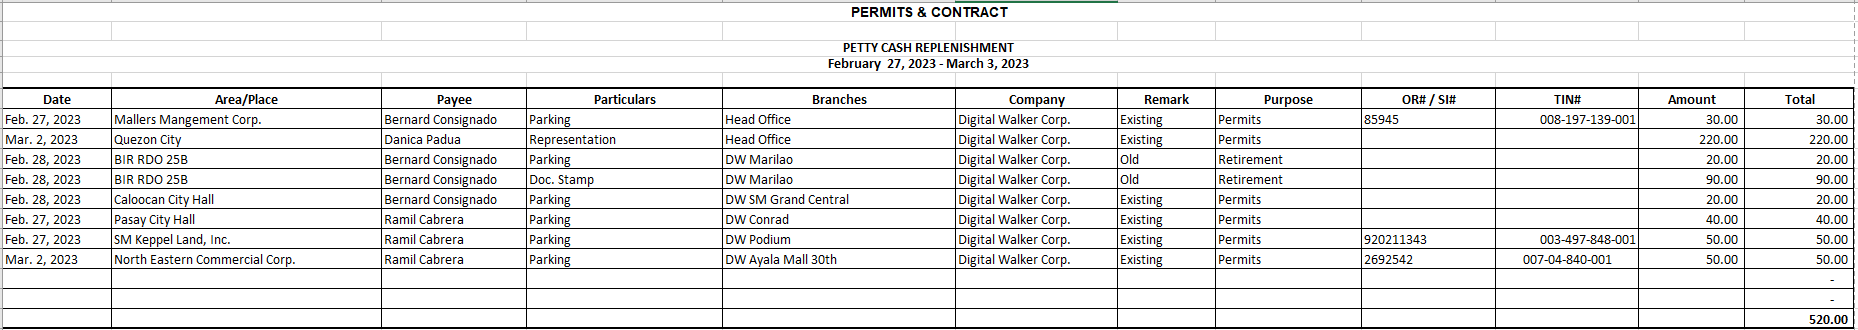 PERMITS & CONTRACT
PETTY CASH REPLENISHMENT
February 27, 2023 - March 3, 2023
Date Area/Place Payee Particulars Branches Company Remark Purpose OR# / SI# TIN# Amount Total
Feb. 27, 2023 Mallers Mangement Corp. Bernard Consignado Parking Head Office Digital Walker Corp. Existing Permits 85945 008-197-139-001 30.00 30.00
Mar. 2, 2023 Quezon City Danica Padua Representation Head Office Digital Walker Corp. Existing Permits 220.00 220.00
Feb. 28, 2023 BIR RDO 25B Bernard Consignado Parking DW Marilao Digital Walker Corp. Old Retirement 20.00 20.00
Feb. 28, 2023 BIR RDO 25B Bernard Consignado Doc. Stamp DW Marilao Digital Walker Corp. Old Retirement 90.00 90.00
Feb. 28, 2023 Caloocan City Hall Bernard Consignado Parking DW SM Grand Central Digital Walker Corp. Existing Permits 20.00 20.00
Feb. 27, 2023 Pasay City Hall Ramil Cabrera Parking DW Conrad Digital Walker Corp. Existing Permits 40.00 40.00
Feb. 27, 2023 SM Keppel Land, Inc. Ramil Cabrera Parking DW Podium Digital Walker Corp. Existing Permits 920211343 003-497-848-001 50.00 50.00
Mar. 2, 2023 North Eastern Commercial Corp. Ramil Cabrera Parking DW Ayala Mall 30th Digital Walker Corp. Existing Permits 2692542 007-04-840-001 50.00 50.00
-
-
520.00